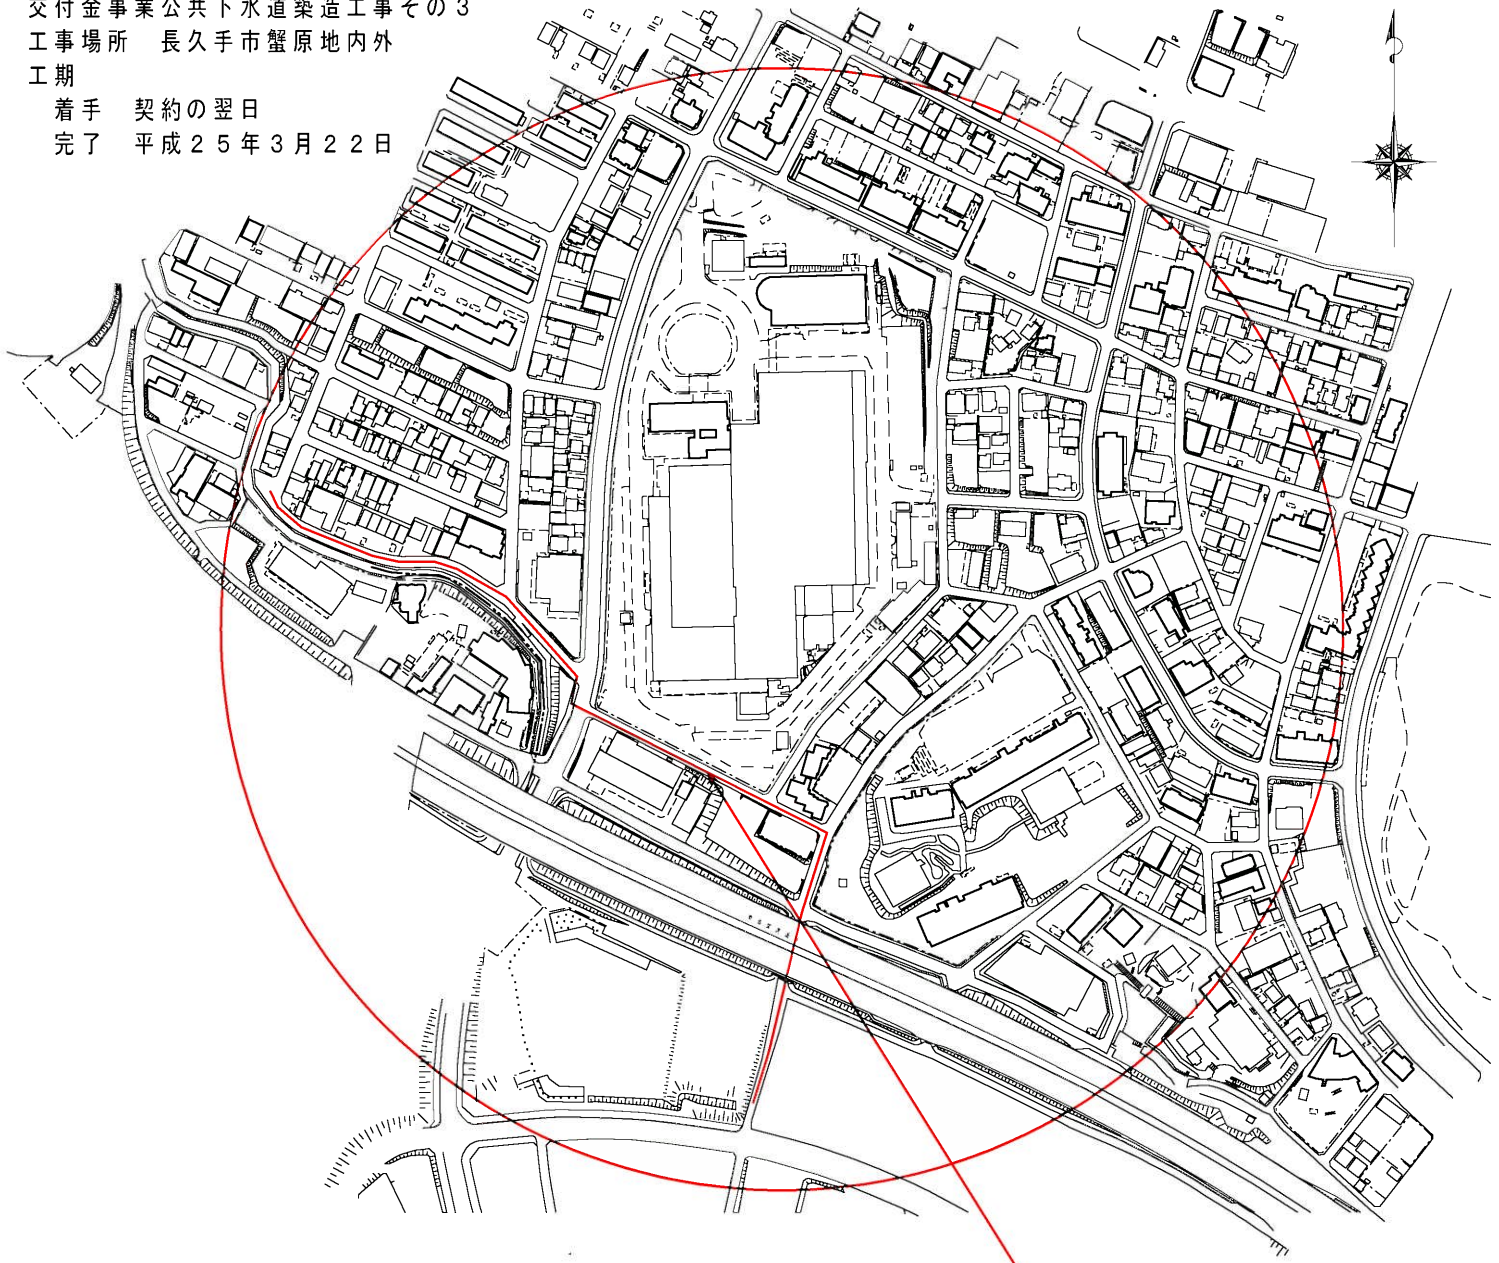 交付金事業公共下水道築造工事その３
工事場所　長久手市蟹原地内外
工期
着手　契約の翌日
完了　平成２５年３月２２日